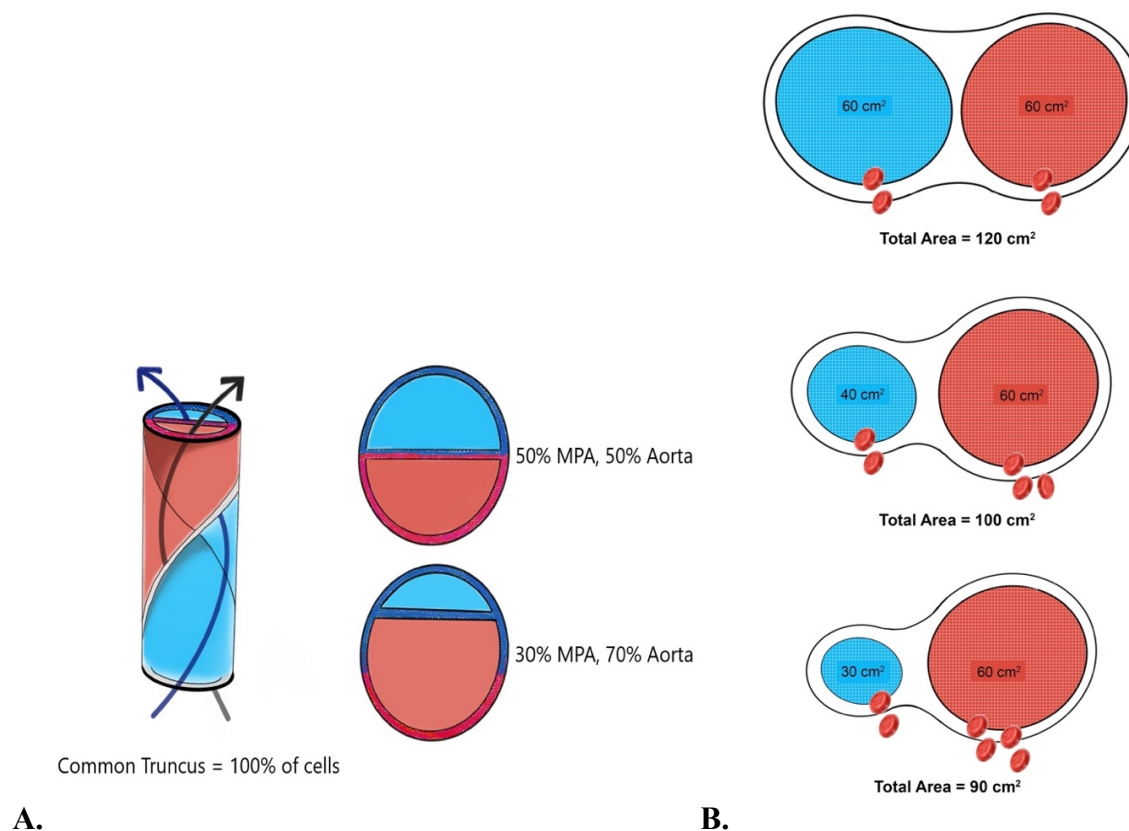 50% MPA, 50% Aorta
30% MPA, 70% Aorta
Common Truncus = 100% of cells
A.
60 cm²
60 cm²
Total Area = 120 cm²
40 cm²
60 cm²
Total Area = 100 cm²
30 cm²
60 cm²
Total Area = 90 cm²
B.